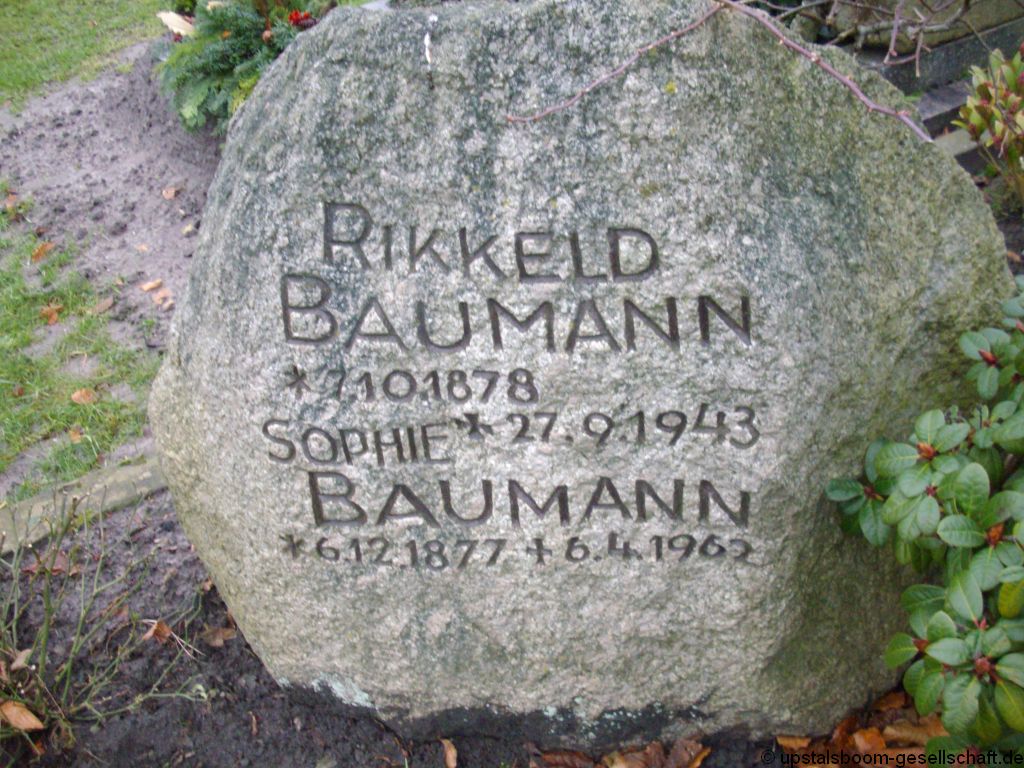 RIKKELD
BAUMANN
* 7.10.1878
* 27.9.1943
SOPHIE
BAUMANN
* 6.12.1877 + 6.4.1962
© upstalsboom-gesellschaft.de